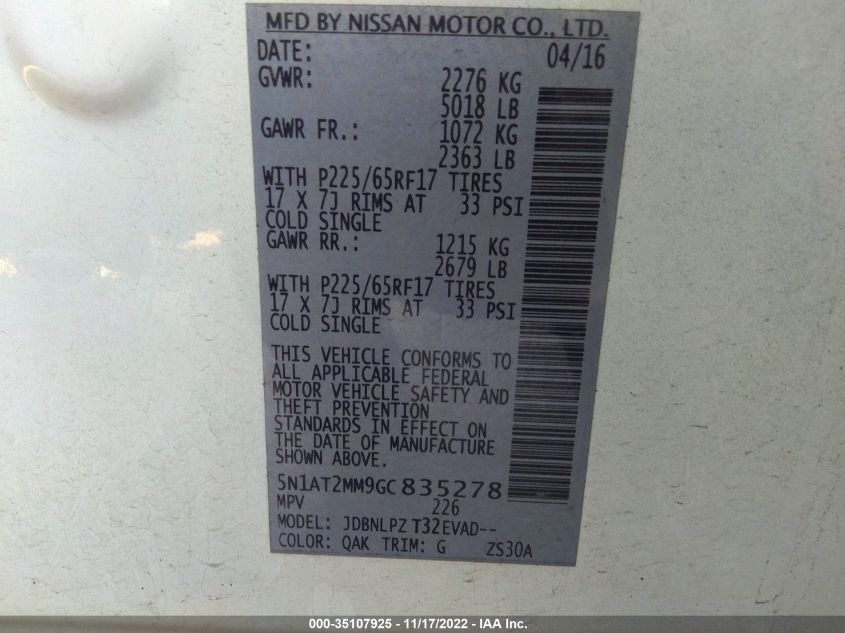 MFD BY NISSAN MOTOR CO., LTD.
DATE: 04/16
GVWR: 2276 KG
5018 LB
GAWR FR.: 1072 KG
2363 LB
WITH P225/65RF17 TIRES
17 X 7J RIMS AT 33 PSI
COLD SINGLE
GAWR RR.: 1215 KG
2679 LB
WITH P225/65RF17 TIRES
17 X 7J RIMS AT 33 PSI
COLD SINGLE
THIS VEHICLE CONFORMS TO
ALL APPLICABLE FEDERAL
MOTOR VEHICLE SAFETY AND
THEFT PREVENTION
STANDARDS IN EFFECT ON
THE DATE OF MANUFACTURE
SHOWN ABOVE.
5N1AT2MM9GC835278
MPV 226
MODEL: JDBNLPZ T32EVAD--
COLOR: QAK TRIM: G ZS30A
000-35107925 - 11/17/2022 - IAA Inc.